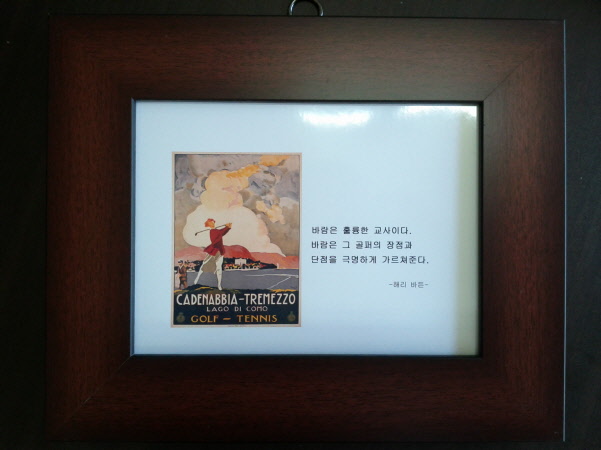 CADENABBIA-TREMEZZO
LAGO DI COMO
GOLF - TENNIS
바람은 훌륭한 교사이다.
바람은 그 골퍼의 장점과
단점을 극명하게 가르쳐준다.
-해리 바든-